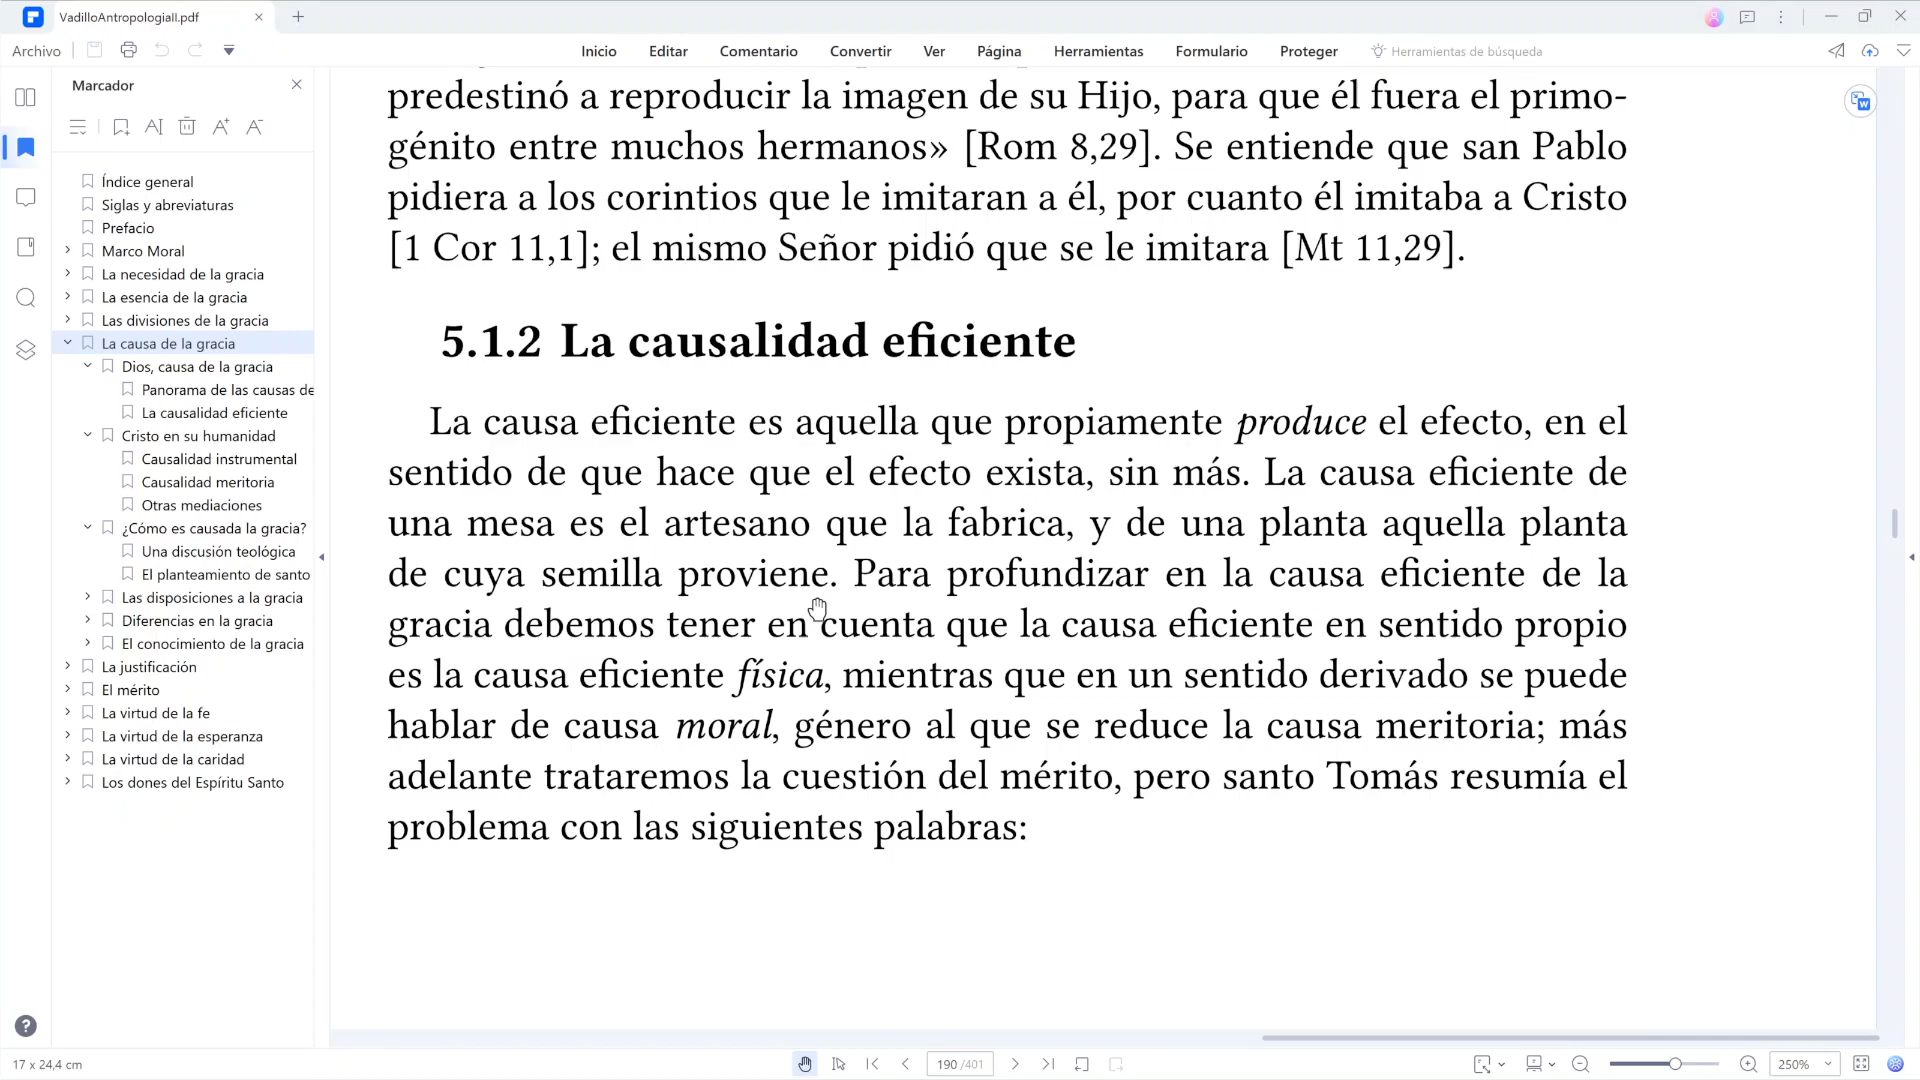 VadilloAntropologiaII.pdf
Archivo
Inicio Editar Comentario Convertir Ver Página Herramientas Formulario Proteger Herramientas de búsqueda
Marcador
Índice general
Siglas y abreviaturas
Prefacio
Marco Moral
La necesidad de la gracia
La esencia de la gracia
Las divisiones de la gracia
La causa de la gracia
Dios, causa de la gracia
Panorama de las causas de
La causalidad eficiente
Cristo en su humanidad
Causalidad instrumental
Causalidad meritoria
Otras mediaciones
¿Cómo es causada la gracia?
Una discusión teológica
El planteamiento de santo
Las disposiciones a la gracia
Diferencias en la gracia
El conocimiento de la gracia
La justificación
El mérito
La virtud de la fe
La virtud de la esperanza
La virtud de la caridad
Los dones del Espíritu Santo
predestinó a reproducir la imagen de su Hijo, para que él fuera el primo-
génito entre muchos hermanos» [Rom 8,29]. Se entiende que san Pablo
pidiera a los corintios que le imitaran a él, por cuanto él imitaba a Cristo
[1 Cor 11,1]; el mismo Señor pidió que se le imitara [Mt 11,29].
5.1.2 La causalidad eficiente
La causa eficiente es aquella que propiamente produce el efecto, en el
sentido de que hace que el efecto exista, sin más. La causa eficiente de
una mesa es el artesano que la fabrica, y de una planta aquella planta
de cuya semilla proviene. Para profundizar en la causa eficiente de la
gracia debemos tener en cuenta que la causa eficiente en sentido propio
es la causa eficiente física, mientras que en un sentido derivado se puede
hablar de causa moral, género al que se reduce la causa meritoria; más
adelante trataremos la cuestión del mérito, pero santo Tomás resumía el
problema con las siguientes palabras:
17 x 24,4 cm
190 /401
250%